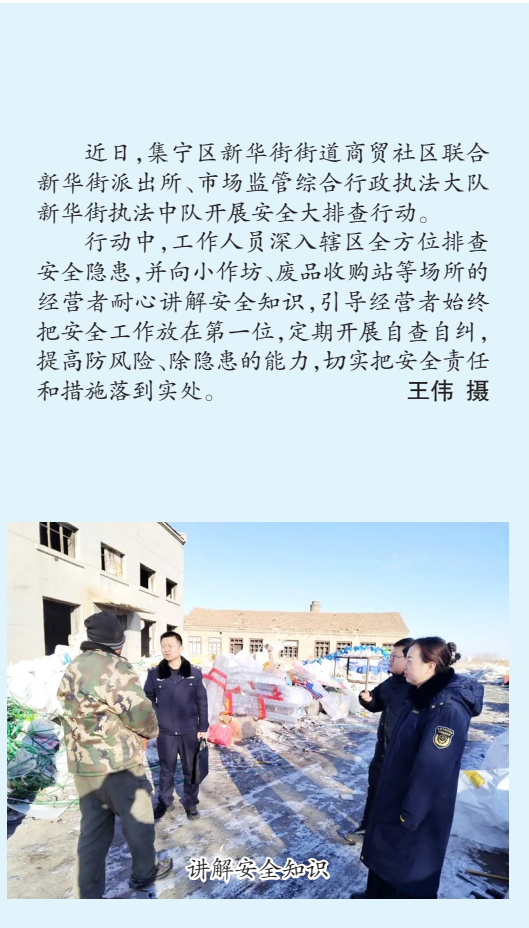 近日，集宁区新华街街道商贸社区联合
新华街派出所、市场监管综合行政执法大队
新华街执法中队开展安全大排查行动。
行动中，工作人员深入辖区全方位排查
安全隐患，并向小作坊、废品收购站等场所的
经营者耐心讲解安全知识，引导经营者始终
把安全工作放在第一位，定期开展自查自纠，
提高防风险、除隐患的能力，切实把安全责任
和措施落到实处。 王伟 摄
讲解安全知识